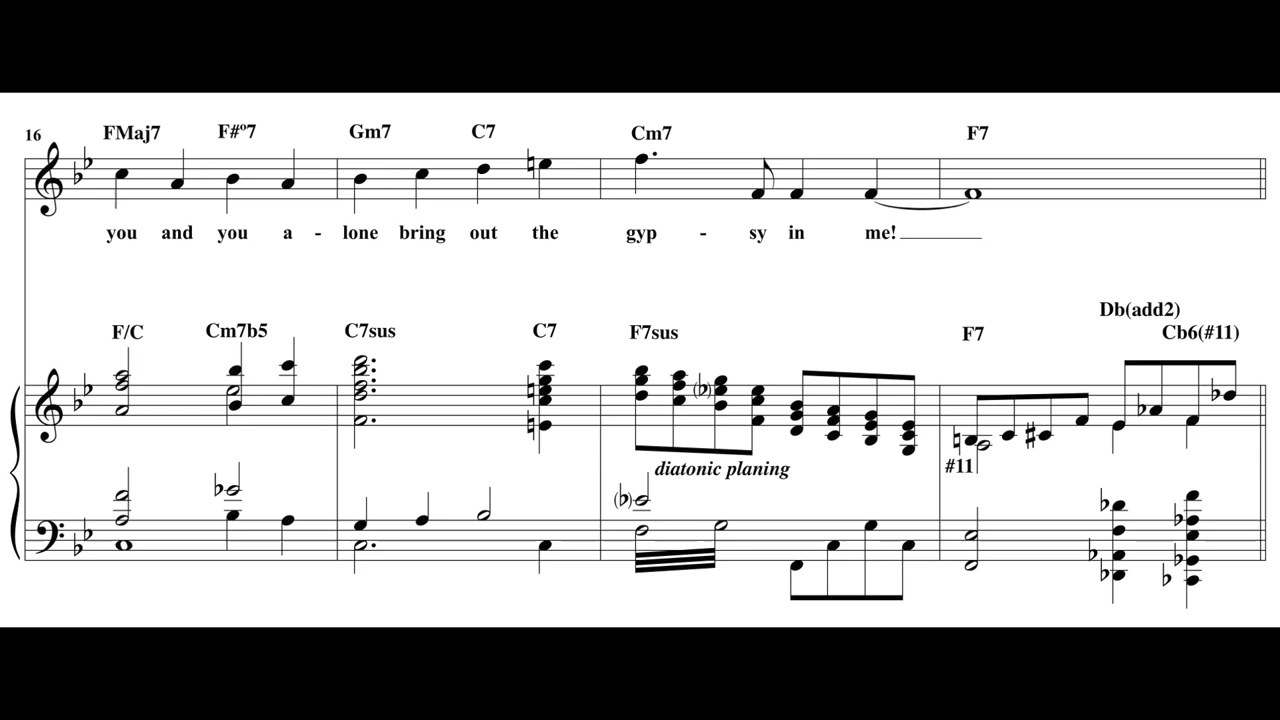 16 FMaj7 F#º7 Gm7 C7 Cm7 F7
you and you a - lone bring out the gyp - sy in me!
Db(add2)
F/C Cm7b5 C7sus C7 F7sus F7 Cb6(#11)
diatonic planing
#11